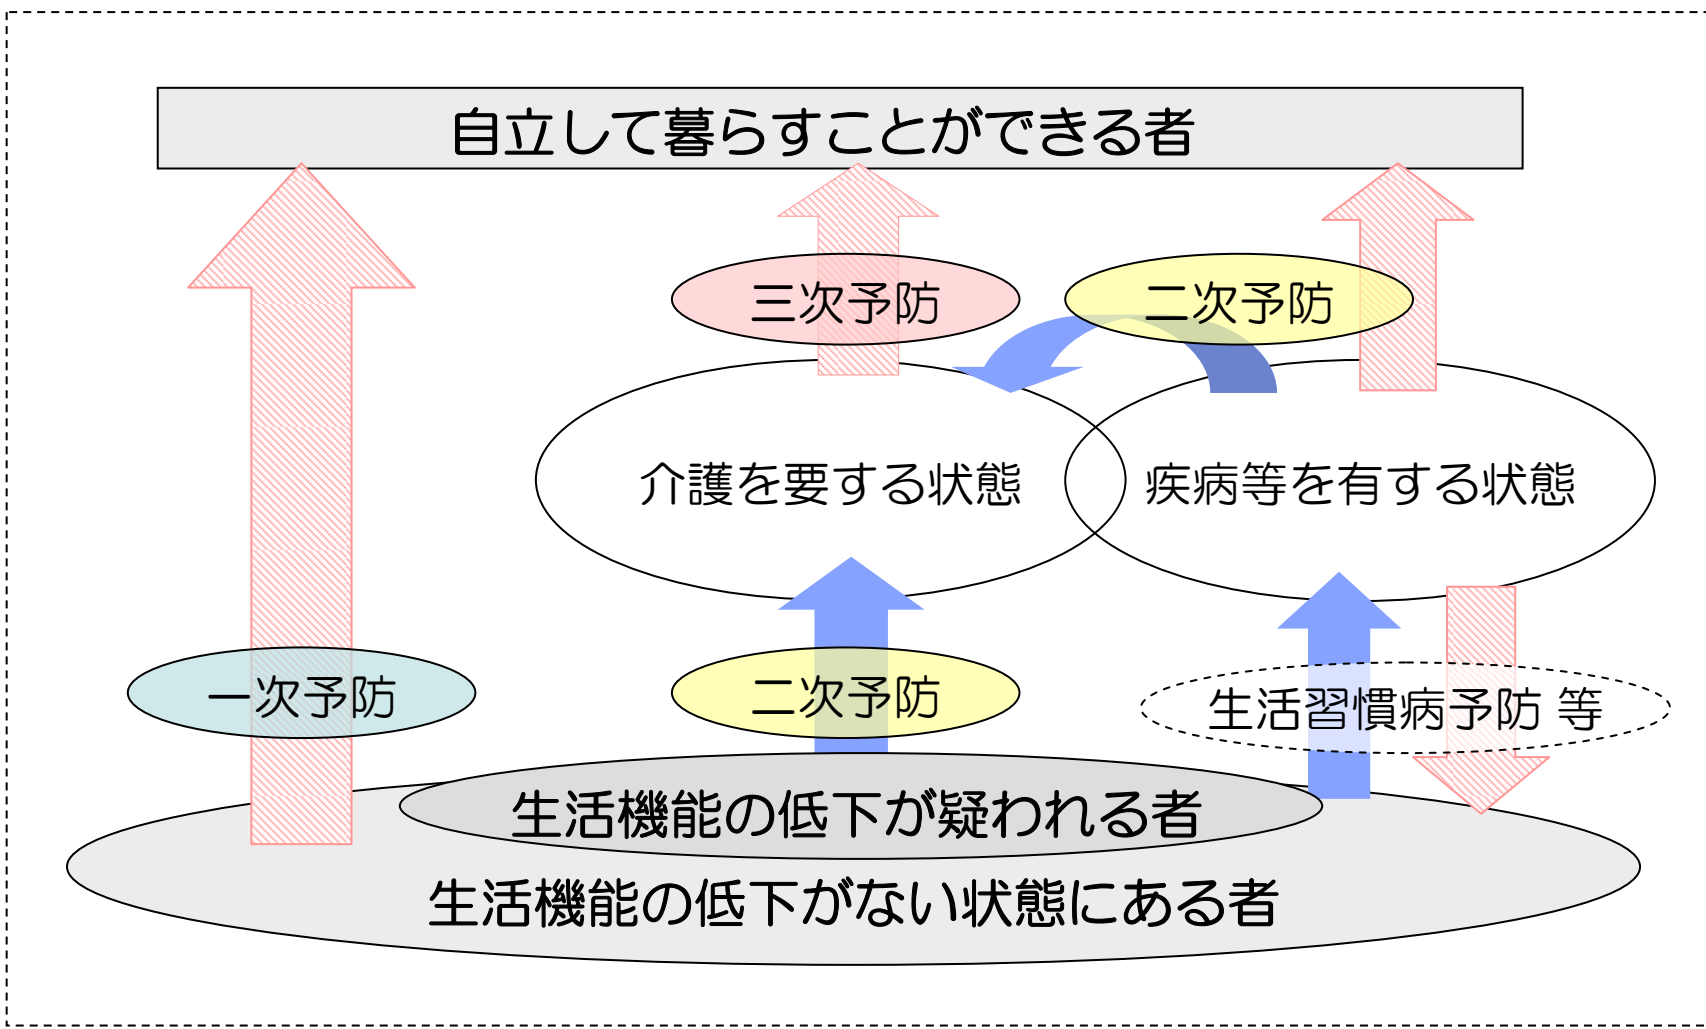 自立して暮らすことができる者
三次予防
二次予防
介護を要する状態
疾病等を有する状態
一次予防
二次予防
生活習慣病予防 等
生活機能の低下が疑われる者
生活機能の低下がない状態にある者